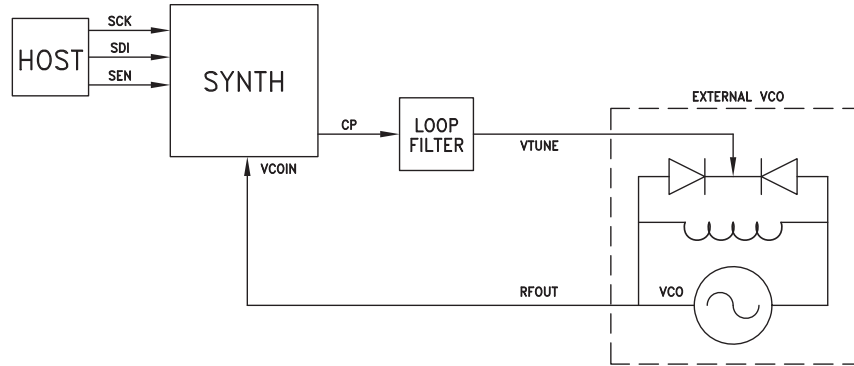 SCK
SDI
SEN
HOST
SYNTH
CP
LOOP
FILTER
VTUNE
EXTERNAL VCO
VCOIN
RFOUT
VCO